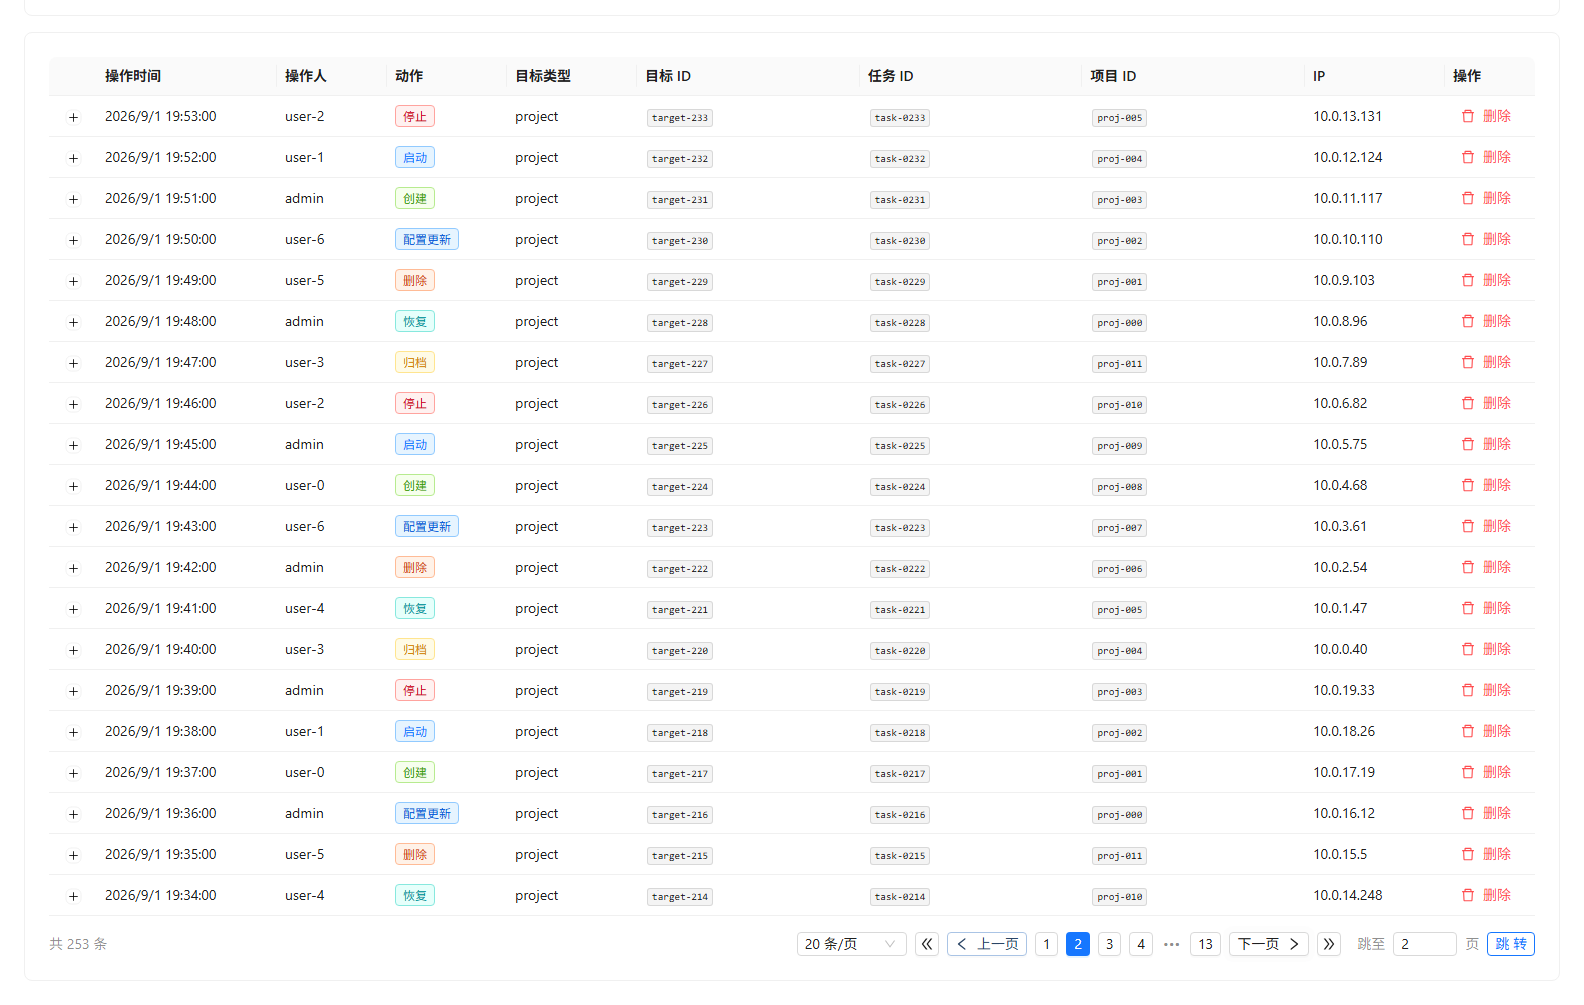 操作时间 操作人 动作 目标类型 目标 ID 任务 ID 项目 ID IP 操作
+ 2026/9/1 19:53:00 user-2 停止 project target-233 task-0233 proj-005 10.0.13.131 删除
+ 2026/9/1 19:52:00 user-1 启动 project target-232 task-0232 proj-004 10.0.12.124 删除
+ 2026/9/1 19:51:00 admin 创建 project target-231 task-0231 proj-003 10.0.11.117 删除
+ 2026/9/1 19:50:00 user-6 配置更新 project target-230 task-0230 proj-002 10.0.10.110 删除
+ 2026/9/1 19:49:00 user-5 删除 project target-229 task-0229 proj-001 10.0.9.103 删除
+ 2026/9/1 19:48:00 admin 恢复 project target-228 task-0228 proj-000 10.0.8.96 删除
+ 2026/9/1 19:47:00 user-3 归档 project target-227 task-0227 proj-011 10.0.7.89 删除
+ 2026/9/1 19:46:00 user-2 停止 project target-226 task-0226 proj-010 10.0.6.82 删除
+ 2026/9/1 19:45:00 admin 启动 project target-225 task-0225 proj-009 10.0.5.75 删除
+ 2026/9/1 19:44:00 user-0 创建 project target-224 task-0224 proj-008 10.0.4.68 删除
+ 2026/9/1 19:43:00 user-6 配置更新 project target-223 task-0223 proj-007 10.0.3.61 删除
+ 2026/9/1 19:42:00 admin 删除 project target-222 task-0222 proj-006 10.0.2.54 删除
+ 2026/9/1 19:41:00 user-4 恢复 project target-221 task-0221 proj-005 10.0.1.47 删除
+ 2026/9/1 19:40:00 user-3 归档 project target-220 task-0220 proj-004 10.0.0.40 删除
+ 2026/9/1 19:39:00 admin 停止 project target-219 task-0219 proj-003 10.0.19.33 删除
+ 2026/9/1 19:38:00 user-1 启动 project target-218 task-0218 proj-002 10.0.18.26 删除
+ 2026/9/1 19:37:00 user-0 创建 project target-217 task-0217 proj-001 10.0.17.19 删除
+ 2026/9/1 19:36:00 admin 配置更新 project target-216 task-0216 proj-000 10.0.16.12 删除
+ 2026/9/1 19:35:00 user-5 删除 project target-215 task-0215 proj-011 10.0.15.5 删除
+ 2026/9/1 19:34:00 user-4 恢复 project target-214 task-0214 proj-010 10.0.14.248 删除
共 253 条 20 条/页 上一页 1 2 3 4 ••• 13 下一页 跳至 2 页 跳 转